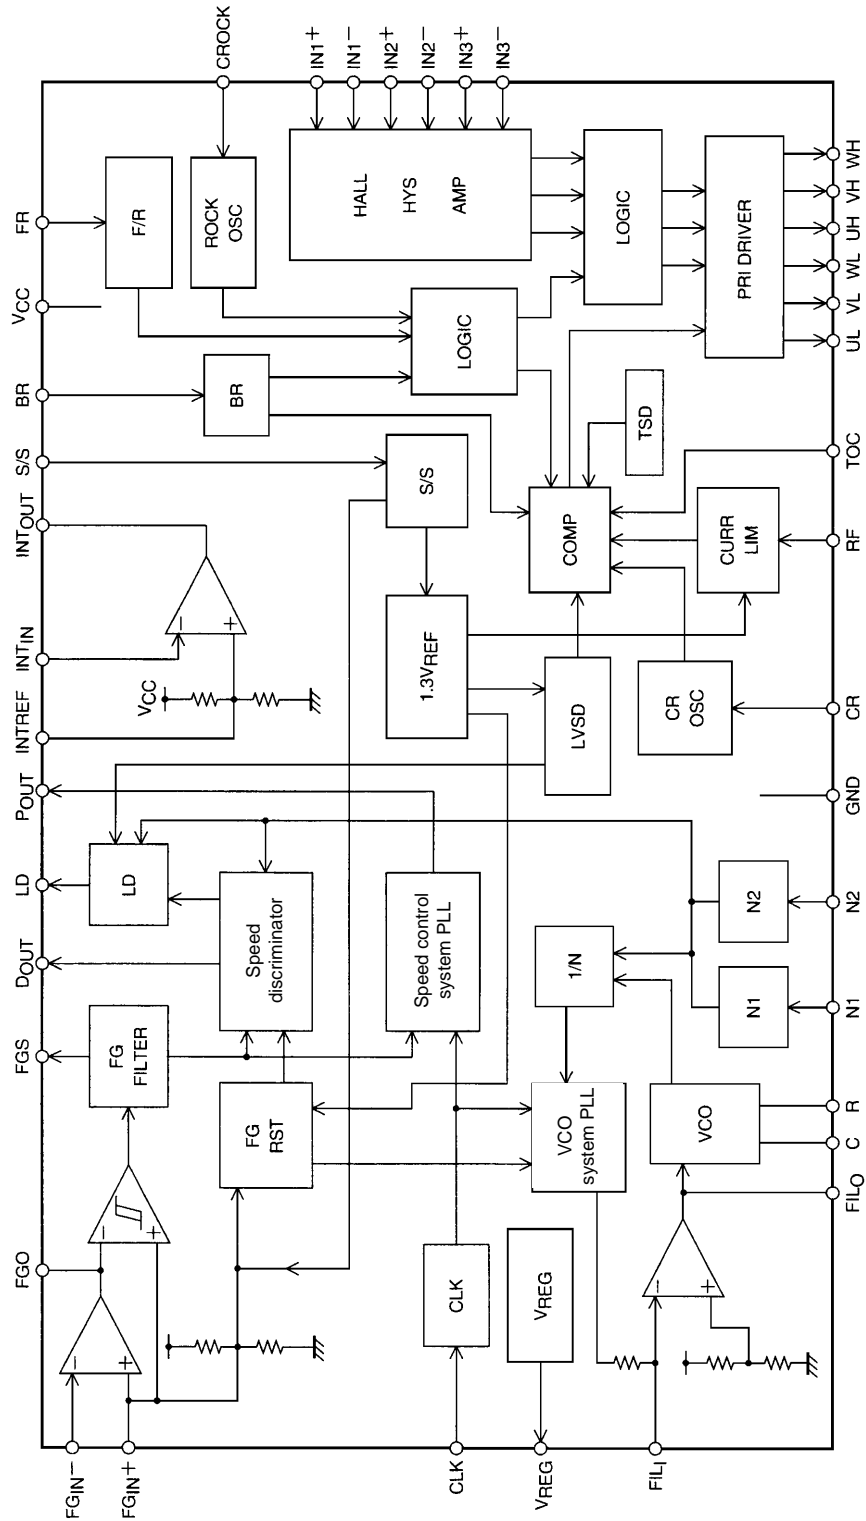 FGO
FGS
DOUT
LD
POUT
INTREF
INTIN
INTOUT
S/S
BR
VCC
FR
CROCK
IN1+
IN1−
IN2+
IN2−
IN3+
IN3−
FGIN−
FGIN+
−
+
−
+
FG
FILTER
LD
Speed
discriminator
FG
RST
VCC
−
+
BR
F/R
ROCK
OSC
HALL
HYS
AMP
CLK
Speed control
system PLL
1.3VREF
S/S
LOGIC
LOGIC
VREG
VCO
system PLL
1/N
LVSD
COMP
TSD
PRI DRIVER
−
+
VCO
N1
N2
CR
OSC
CURR
LIM
CLK
VREG
FILI
FILO
C
R
N1
N2
GND
CR
RF
TOC
UL
VL
WL
UH
VH
WH